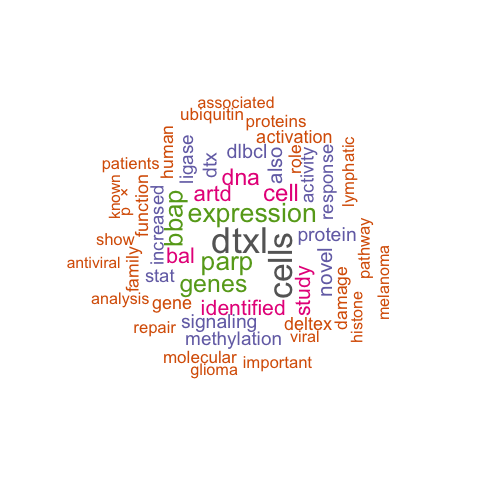 associated
ubiquitin
proteins
activation
human
ligase
dtx
dlbcl
also
role
activity
response
lymphatic
patients
known
p
×
function
increased
bbap
artd
dna
cell
expression
show
antiviral
family
bal
dtxl
cells
protein
novel
pathway
melanoma
analysis
stat
parp
genes
gene
study
damage
histone
identified
signaling
deltex
repair
methylation
viral
molecular
glioma
important